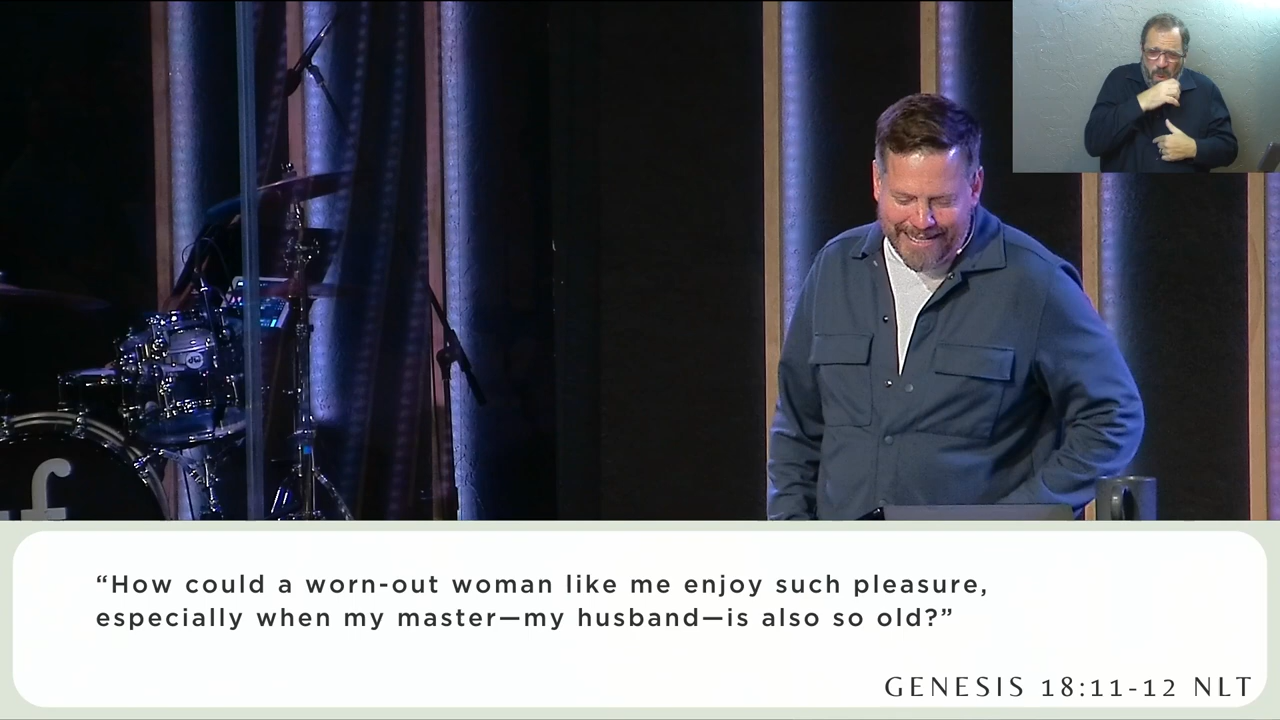 “How could a worn-out woman like me enjoy such pleasure,
especially when my master—my husband—is also so old?”
GENESIS 18:11-12 NLT